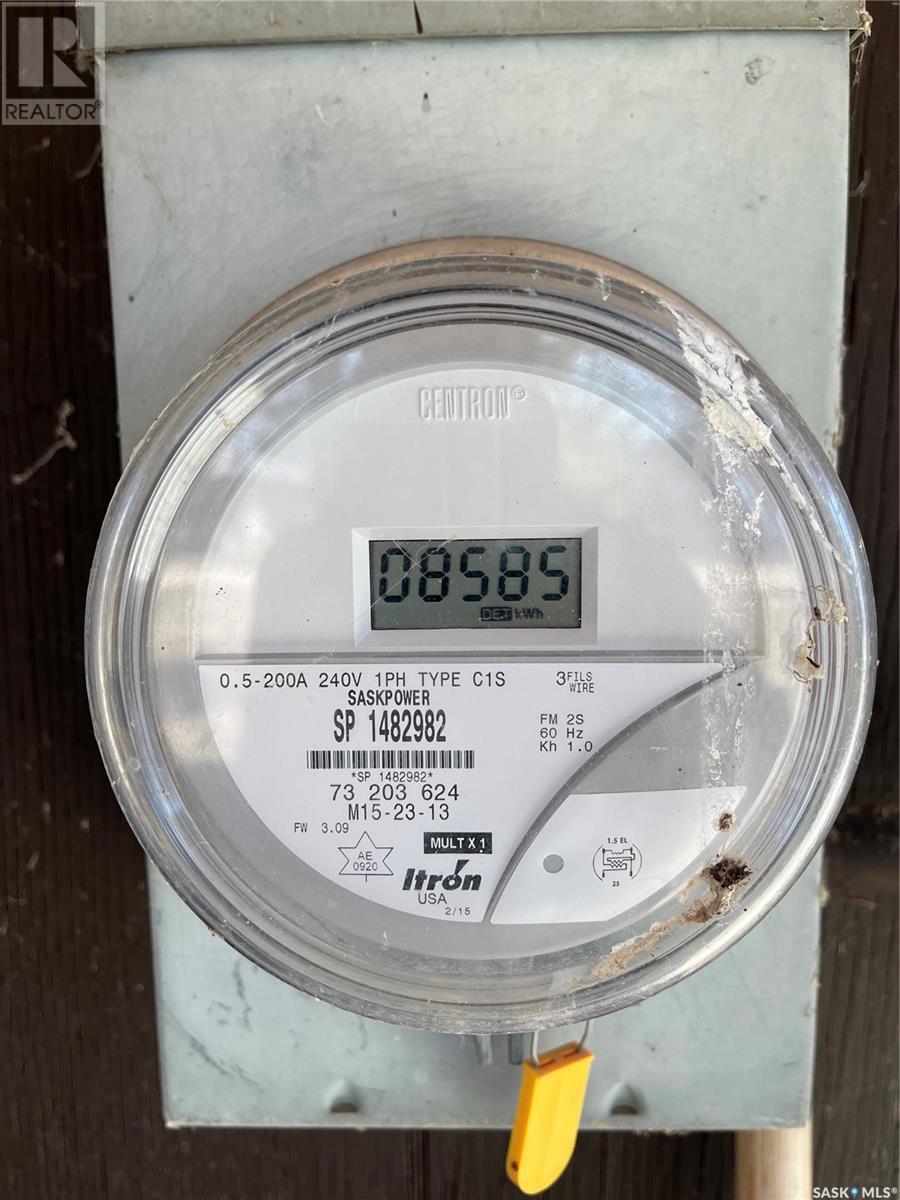 R
REALTOR®
CENTRON®
08585
DET kWh
0.5-200A 240V 1PH TYPE C1S
3 FILS
WIRE
SASKPOWER
SP 1482982
FM 2S
60 Hz
Kh 1.0
*SP 1482982*
73 203 624
M15-23-13
FW 3.09
MULT X 1
AE
0920
Itrón
USA
2/15
1.5 EL
25
SASK MLS®